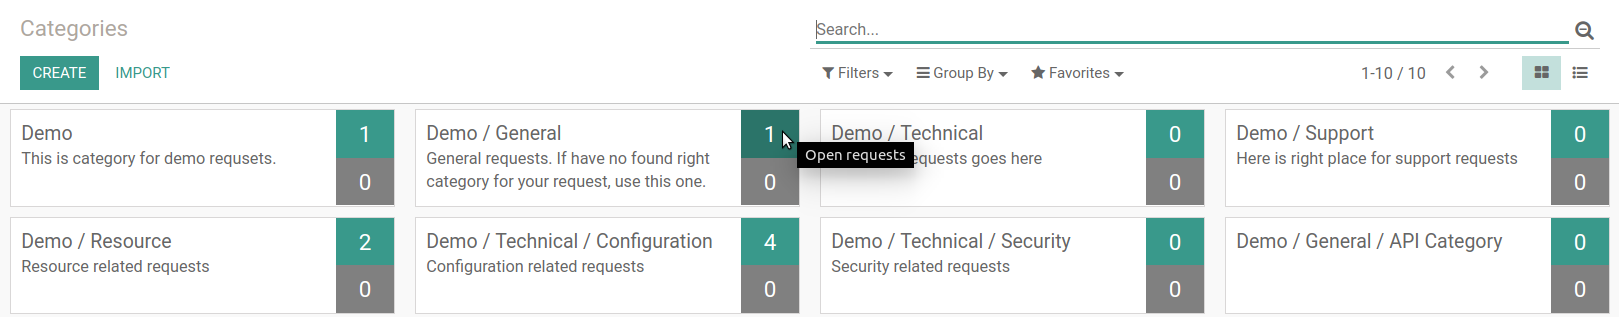 Categories
Search...
CREATE
IMPORT
Filters
Group By
Favorites
1-10 / 10
Demo
1
This is category for demo requsets.
0
Demo / General
1
General requests. If have no found right
category for your request, use this one.
0
Open requests
Demo / Technical
0
equests goes here
0
Demo / Support
0
Here is right place for support requests
0
Demo / Resource
2
Resource related requests
0
Demo / Technical / Configuration
4
Configuration related requests
0
Demo / Technical / Security
0
Security related requests
0
Demo / General / API Category
0
0